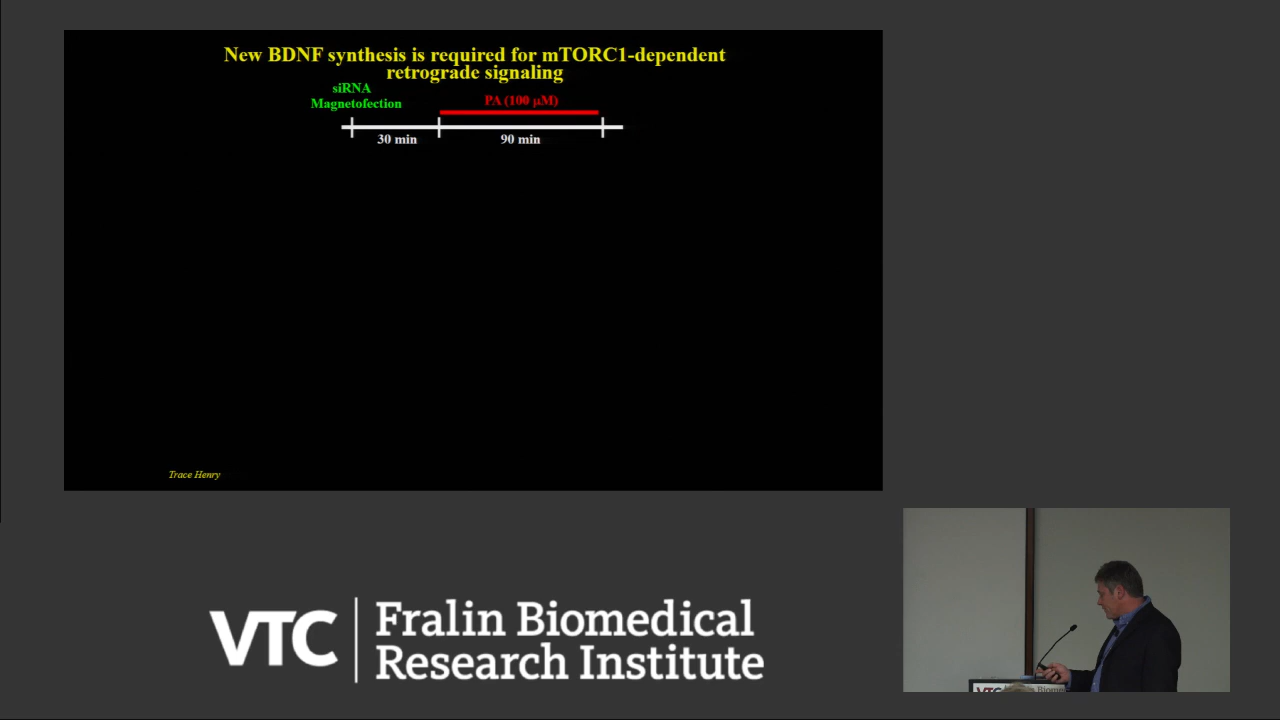 New BDNF synthesis is required for mTORC1-dependent
retrograde signaling
siRNA
Magnetofection
PA (100 μM)
30 min
90 min
Trace Henry
VTC
Fralin Biomedical
Research Institute
VTC